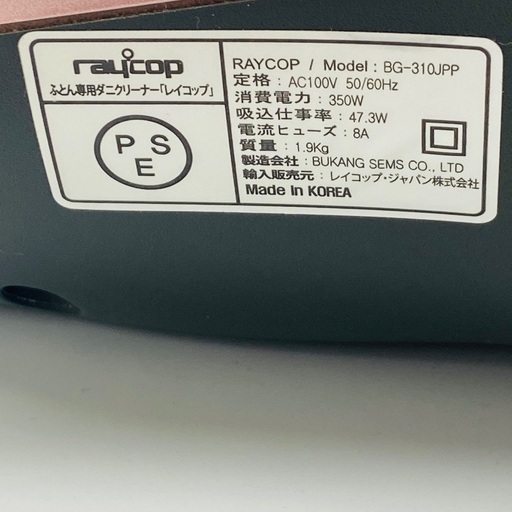 raycop
ふとん専用ダニクリーナー「レイコップ」
PSE
RAYCOP / Model : BG-310JPP
定格 : AC100V 50/60Hz
消費電力 : 350W
吸込仕事率 : 47.3W
電流ヒューズ : 8A
質量 : 1.9Kg
製造会社 : BUKANG SEMS CO., LTD
輸入販売元 : レイコップ・ジャパン株式会社
Made In KOREA